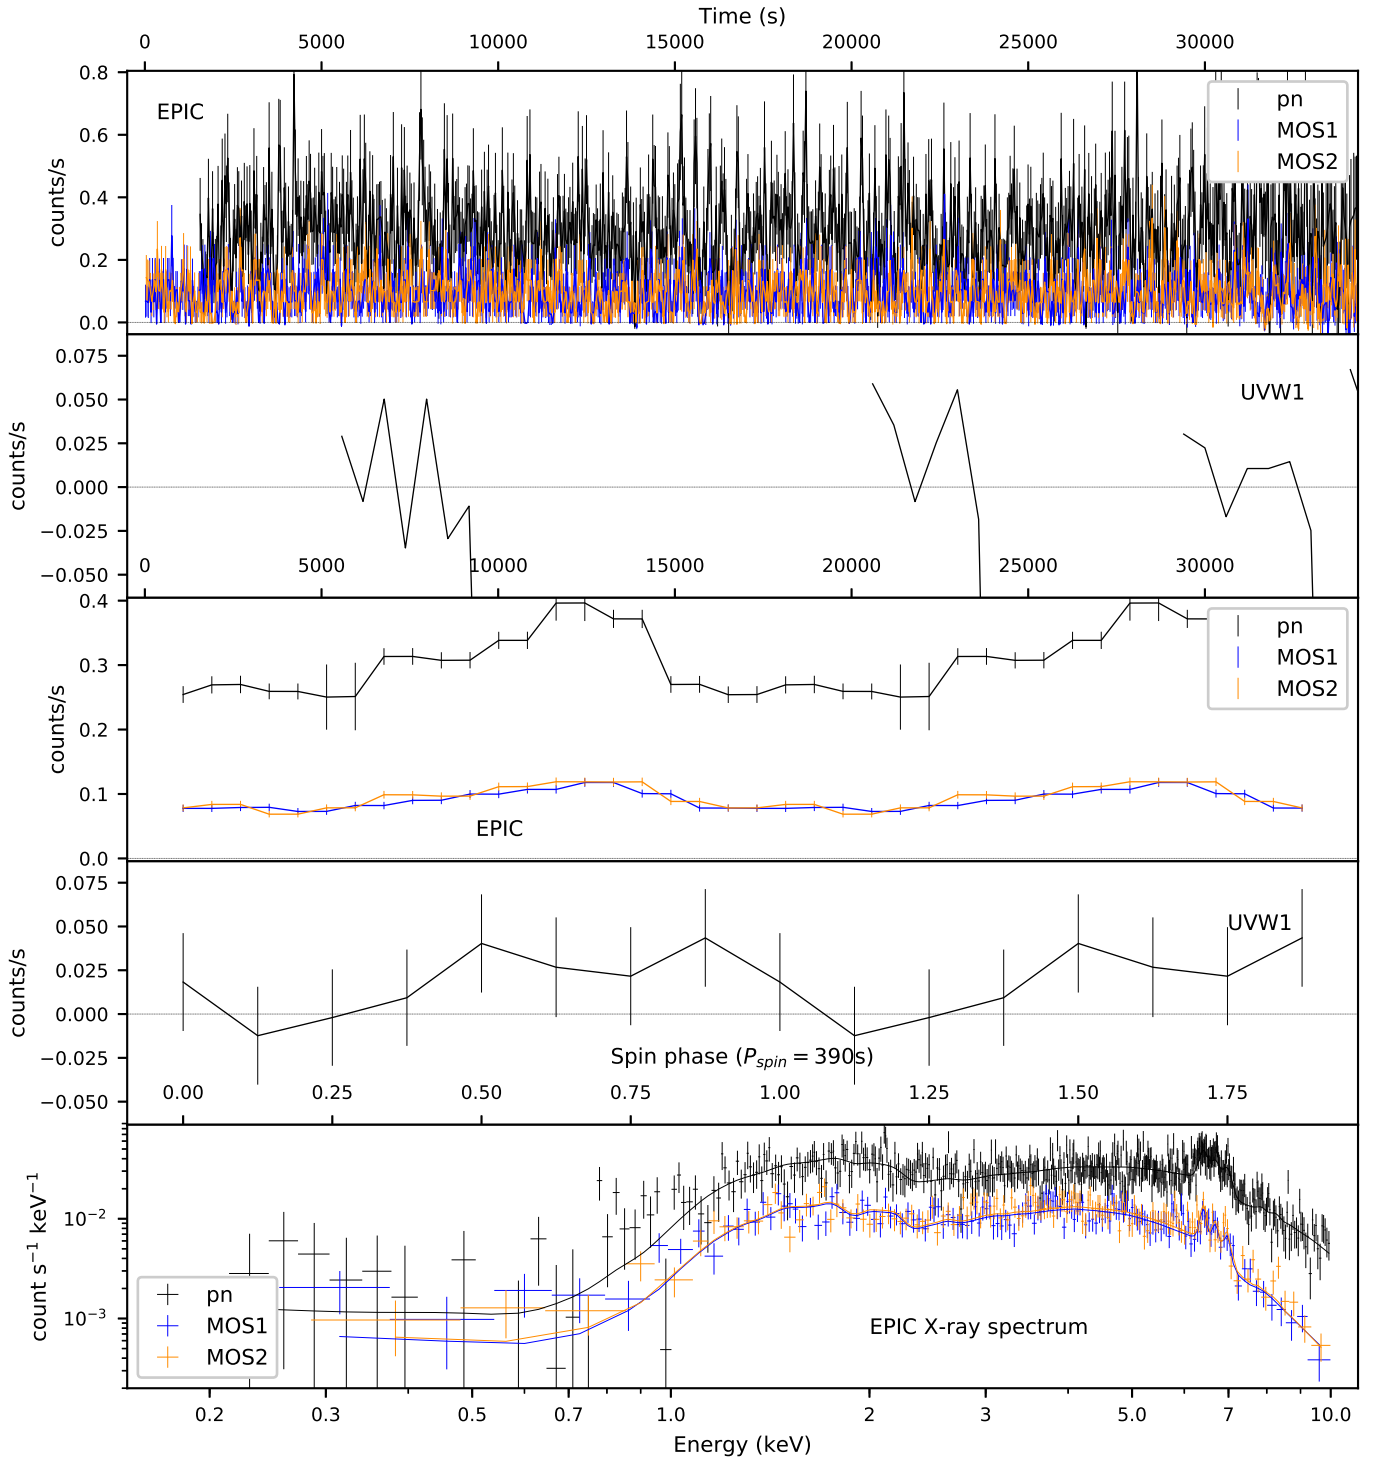 Time (s)
0 5000 10000 15000 20000 25000 30000
0.8
0.6
0.4
0.2
0.0
counts/s
EPIC
pn
MOS1
MOS2
0.075
0.050
0.025
0.000
−0.025
−0.050
counts/s
UVW1
0 5000 10000 15000 20000 25000 30000
0.4
0.3
0.2
0.1
0.0
counts/s
pn
MOS1
MOS2
EPIC
0.075
0.050
0.025
0.000
−0.025
−0.050
counts/s
UVW1
Spin phase (P_spin = 390s)
0.00 0.25 0.50 0.75 1.00 1.25 1.50 1.75
10⁻²
10⁻³
count s⁻¹ keV⁻¹
pn
MOS1
MOS2
EPIC X-ray spectrum
0.2 0.3 0.5 0.7 1.0 2 3 5.0 7 10.0
Energy (keV)